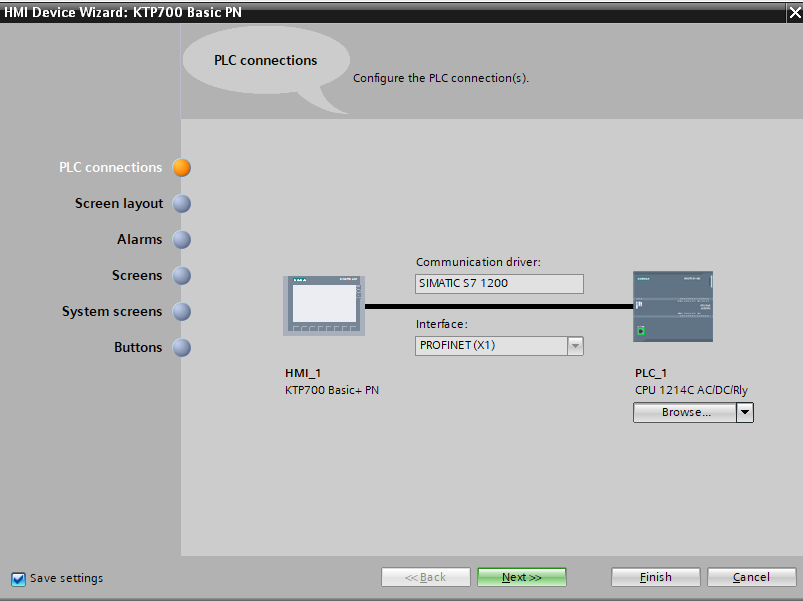 HMI Device Wizard: KTP700 Basic PN
PLC connections
Configure the PLC connection(s).
PLC connections
Screen layout
Alarms
Screens
System screens
Buttons
Communication driver:
SIMATIC S7 1200
Interface:
PROFINET (X1)
HMI_1
KTP700 Basic+ PN
PLC_1
CPU 1214C AC/DC/Rly
Browse...
Save settings
<< Back
Next >>
Finish
Cancel